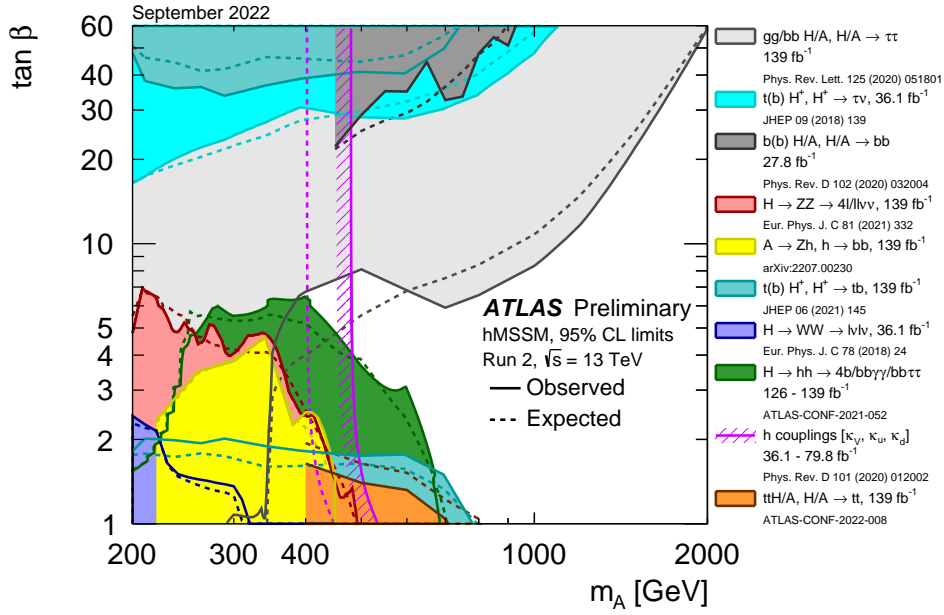 September 2022
tan β
60
40
30
20
10
5
4
3
2
1
200
300
400
1000
2000
m_A [GeV]
ATLAS Preliminary
hMSSM, 95% CL limits
Run 2, √s = 13 TeV
Observed
Expected
gg/bb H/A, H/A → ττ
139 fb⁻¹
Phys. Rev. Lett. 125 (2020) 051801
t(b) H⁺, H⁺ → τν, 36.1 fb⁻¹
JHEP 09 (2018) 139
b(b) H/A, H/A → bb
27.8 fb⁻¹
Phys. Rev. D 102 (2020) 032004
H → ZZ → 4l/llνν, 139 fb⁻¹
Eur. Phys. J. C 81 (2021) 332
A → Zh, h → bb, 139 fb⁻¹
arXiv:2207.00230
t(b) H⁺, H⁺ → tb, 139 fb⁻¹
JHEP 06 (2021) 145
H → WW → lνlν, 36.1 fb⁻¹
Eur. Phys. J. C 78 (2018) 24
H → hh → 4b/bbγγ/bbττ
126 - 139 fb⁻¹
ATLAS-CONF-2021-052
h couplings [κ_V, κ_u, κ_d]
36.1 - 79.8 fb⁻¹
Phys. Rev. D 101 (2020) 012002
ttH/A, H/A → tt, 139 fb⁻¹
ATLAS-CONF-2022-008